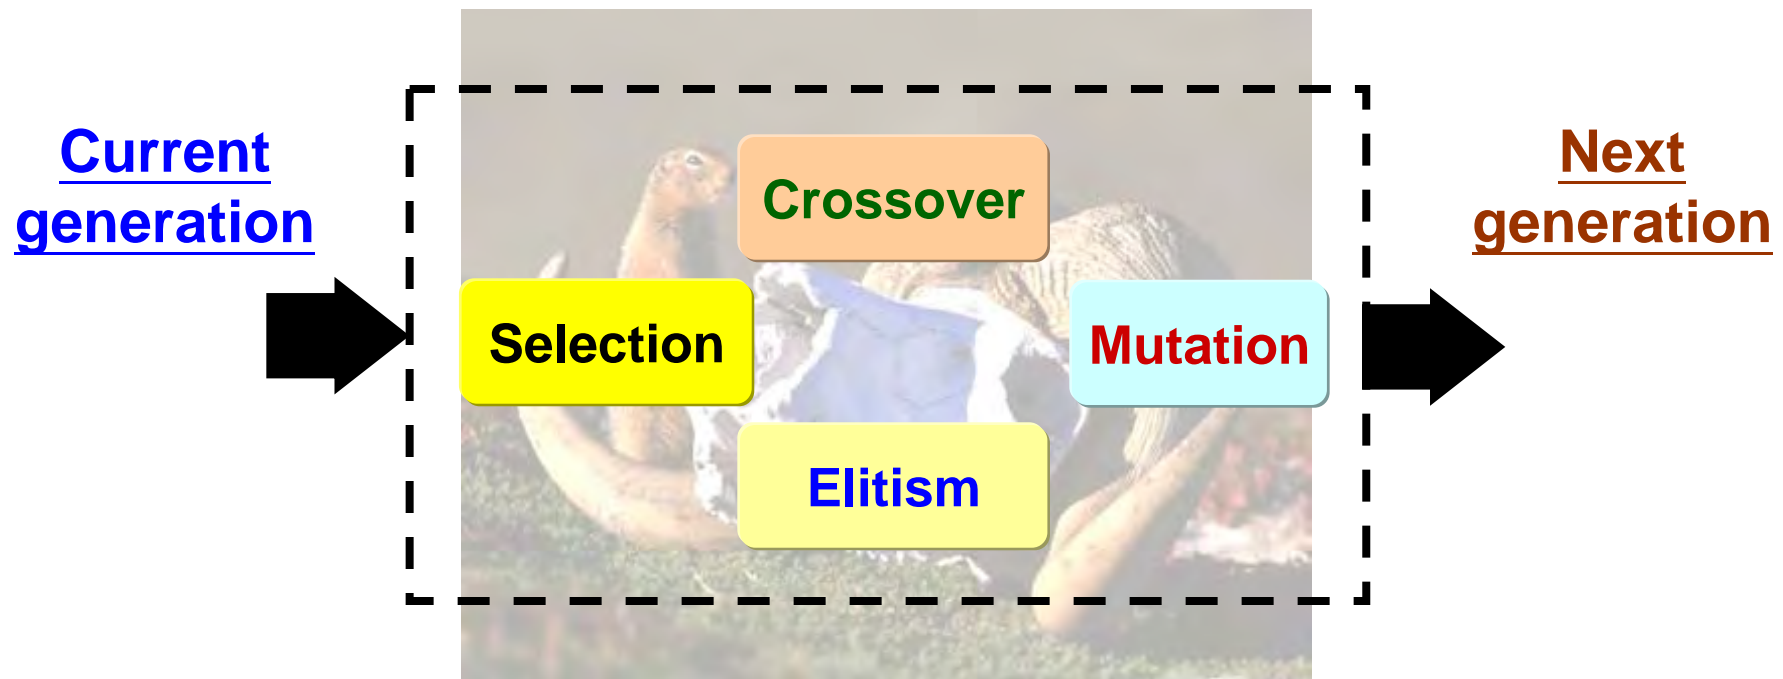 Current
generation
Crossover
Selection
Mutation
Elitism
Next
generation